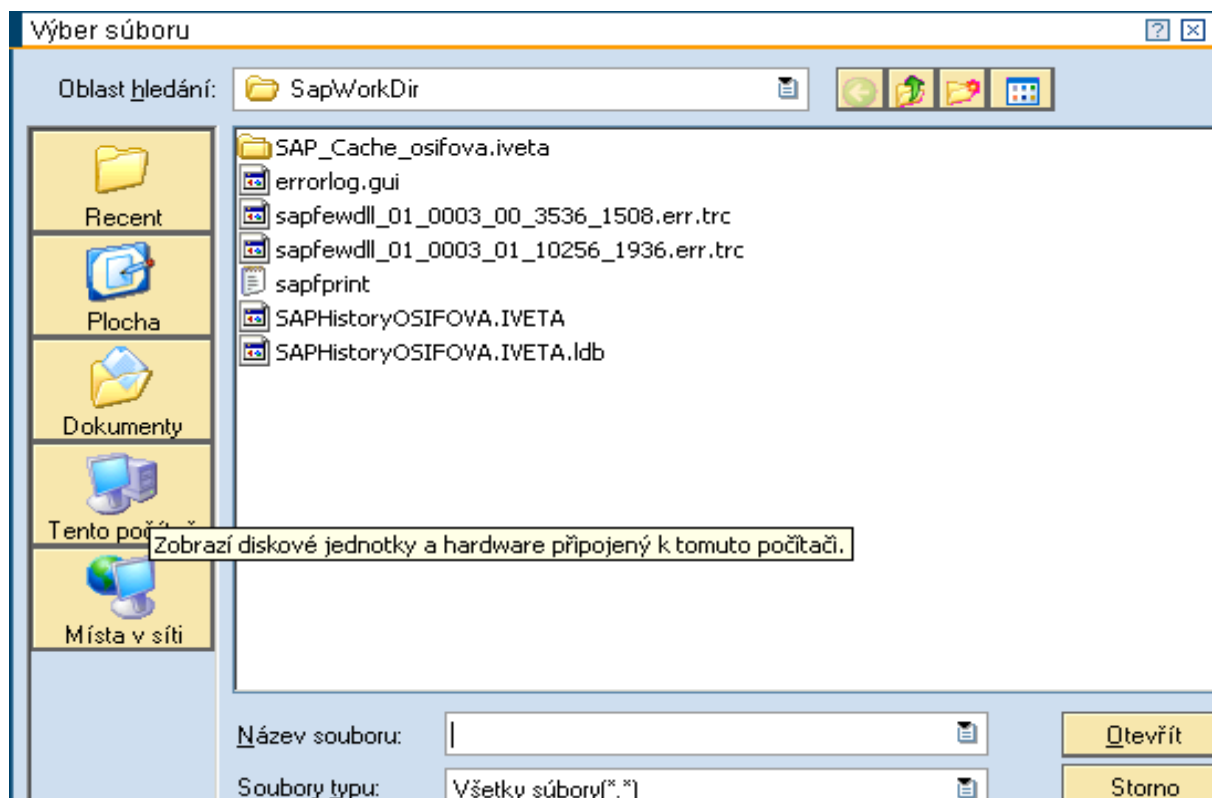 Výber súboru
Oblast hledání: SapWorkDir
SAP_Cache_osifova.iveta
errorlog.gui
sapfewdll_01_0003_00_3536_1508.err.trc
sapfewdll_01_0003_01_10256_1936.err.trc
sapfprint
SAPHistoryOSIFOVA.IVETA
SAPHistoryOSIFOVA.IVETA.ldb
Recent
Plocha
Dokumenty
Tento
Zobrazí diskové jednotky a hardware připojený k tomuto počítači.
Místa v síti
Název souboru: Otevřít
Soubory typu: Všetky súbory(*.*) Storno